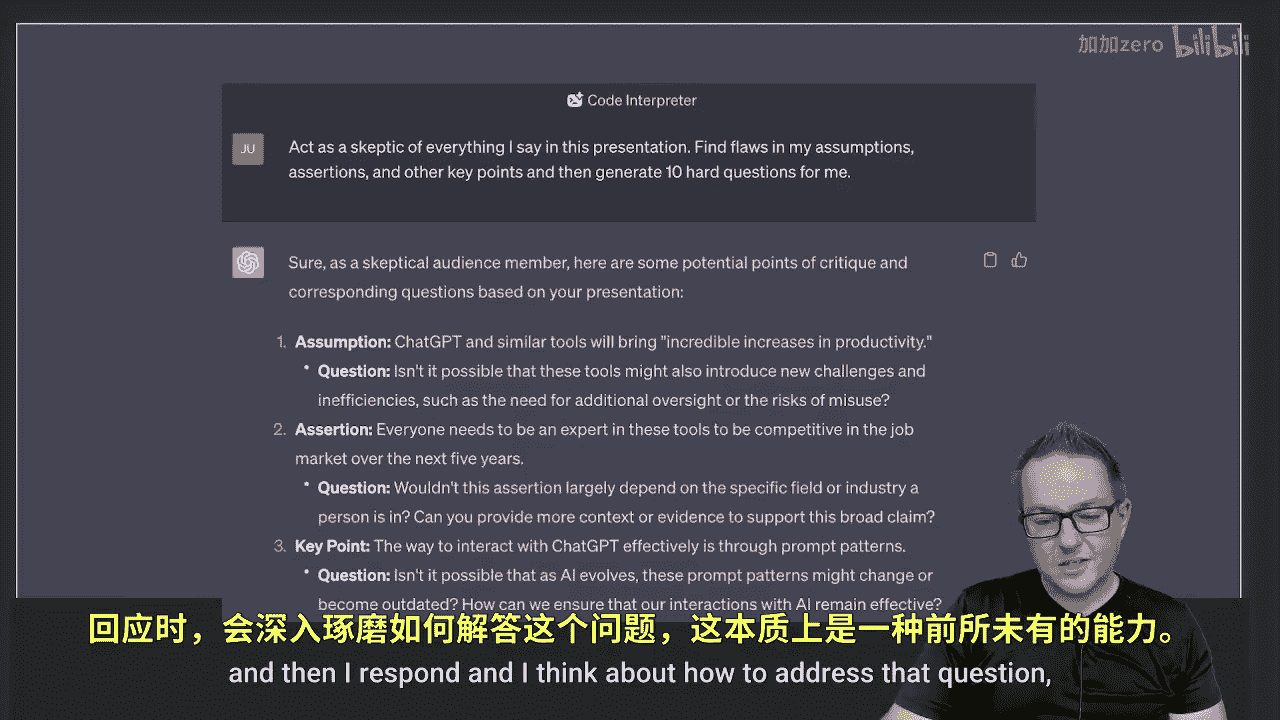 加加zero bilibili
Code Interpreter
JU
Act as a skeptic of everything I say in this presentation. Find flaws in my assumptions,
assertions, and other key points and then generate 10 hard questions for me.
Sure, as a skeptical audience member, here are some potential points of critique and
corresponding questions based on your presentation:
1. Assumption: ChatGPT and similar tools will bring "incredible increases in productivity."
• Question: Isn't it possible that these tools might also introduce new challenges and
inefficiencies, such as the need for additional oversight or the risks of misuse?
2. Assertion: Everyone needs to be an expert in these tools to be competitive in the job
market over the next five years.
• Question: Wouldn't this assertion largely depend on the specific field or industry a
person is in? Can you provide more context or evidence to support this broad claim?
3. Key Point: The way to interact with ChatGPT effectively is through prompt patterns.
• Question: Isn't it possible that as AI evolves, these prompt patterns might change or
become outdated? How can we ensure that our interactions with AI remain effective?
回应时，会深入琢磨如何解答这个问题，这本质上是一种前所未有的能力。
and then I respond and I think about how to address that question,